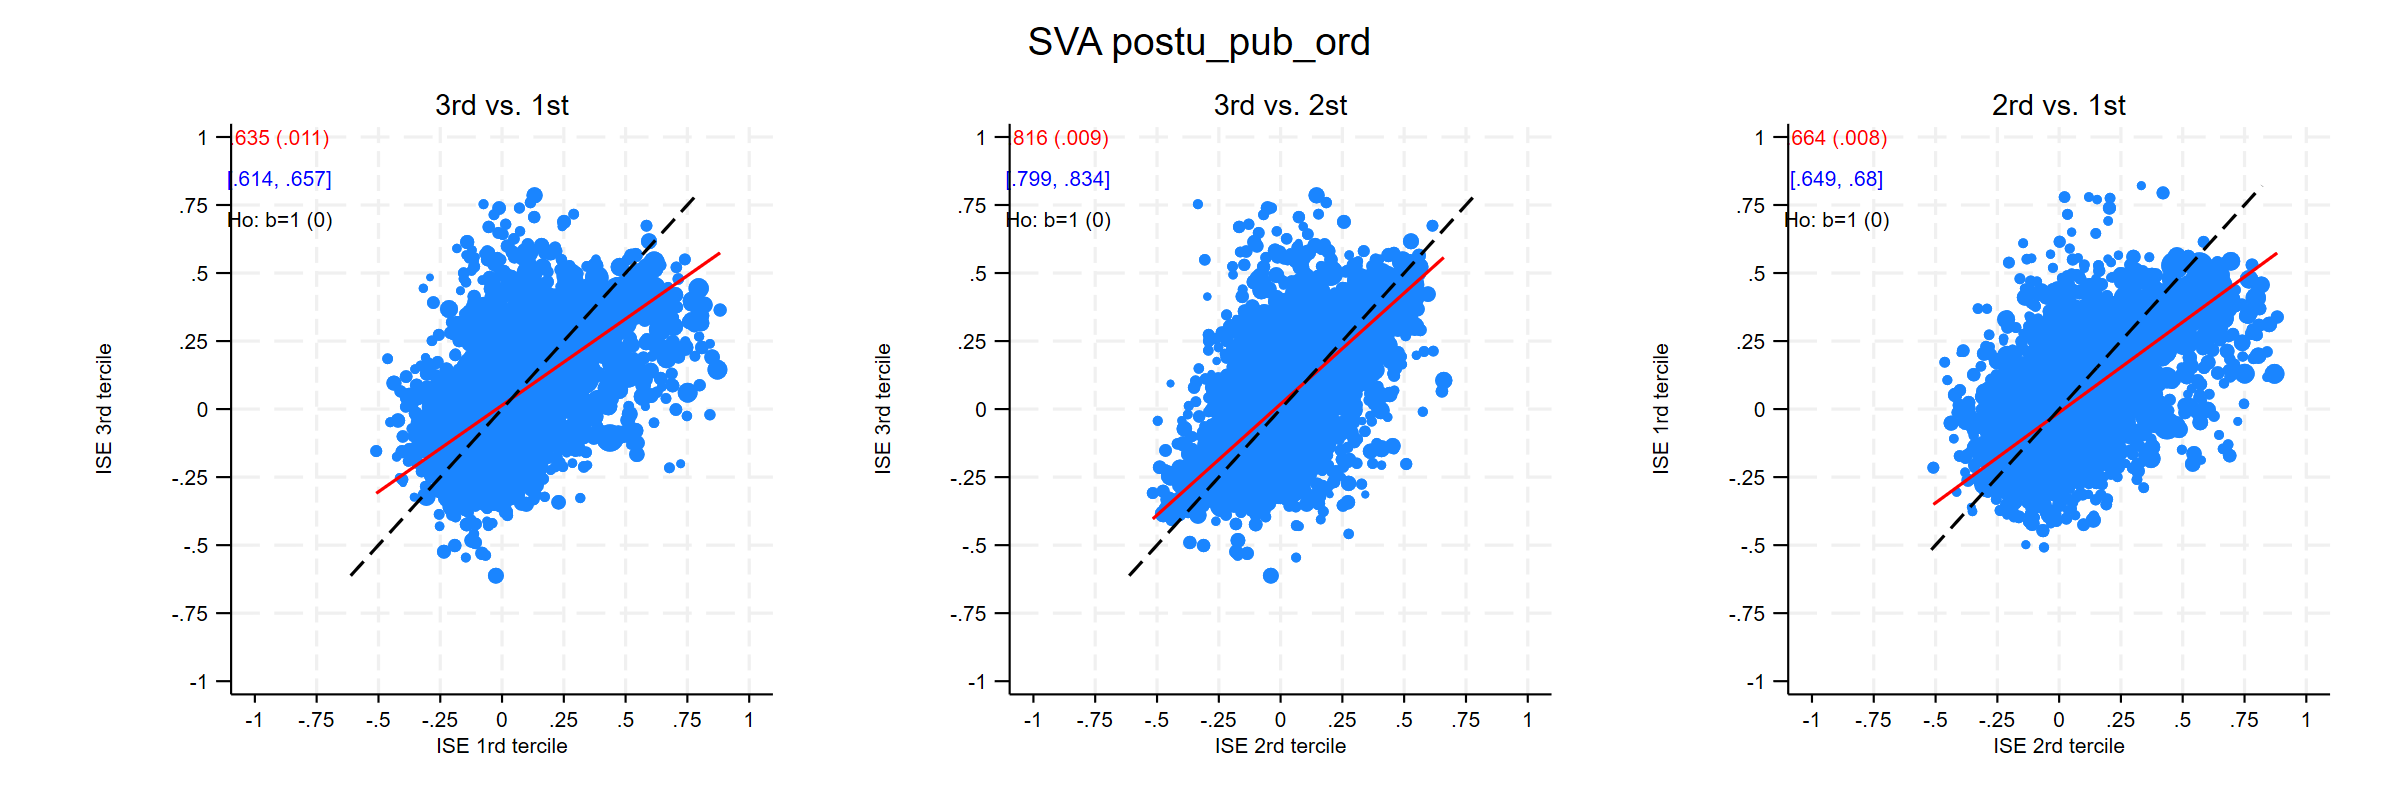 SVA postu_pub_ord
3rd vs. 1st
1
.75
.5
.25
0
-.25
-.5
-.75
-1
ISE 3rd tercile
.635 (.011)
[.614, .657]
Ho: b=1 (0)
-1 -.75 -.5 -.25 0 .25 .5 .75 1
ISE 1rd tercile
3rd vs. 2st
1
.75
.5
.25
0
-.25
-.5
-.75
-1
ISE 3rd tercile
.816 (.009)
[.799, .834]
Ho: b=1 (0)
-1 -.75 -.5 -.25 0 .25 .5 .75 1
ISE 2rd tercile
2rd vs. 1st
1
.75
.5
.25
0
-.25
-.5
-.75
-1
ISE 1rd tercile
.664 (.008)
[.649, .68]
Ho: b=1 (0)
-1 -.75 -.5 -.25 0 .25 .5 .75 1
ISE 2rd tercile